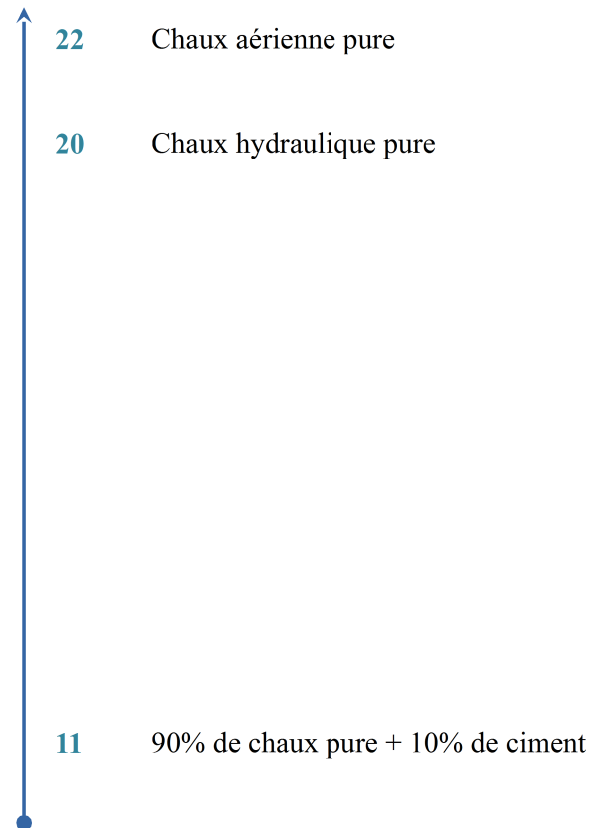 22 Chaux aérienne pure
20 Chaux hydraulique pure
11 90% de chaux pure + 10% de ciment